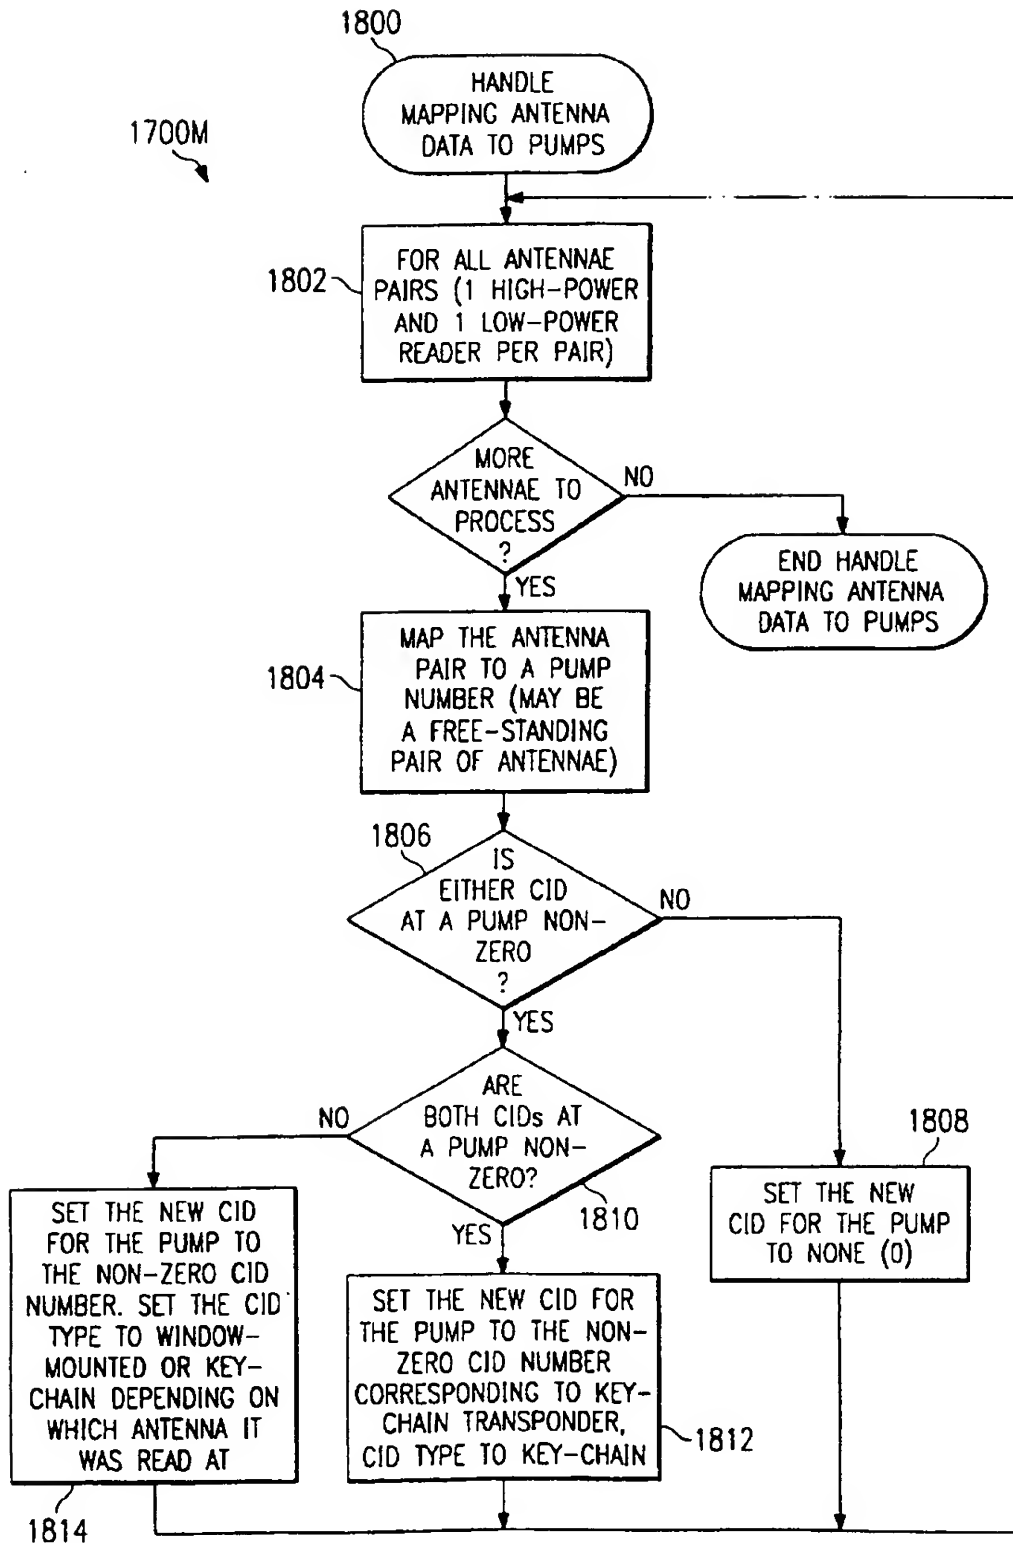 1800
HANDLE
MAPPING ANTENNA
DATA TO PUMPS
1700M
1802
FOR ALL ANTENNAE
PAIRS (1 HIGH-POWER
AND 1 LOW-POWER
READER PER PAIR)
MORE
ANTENNAE TO
PROCESS
?
NO
YES
END HANDLE
MAPPING ANTENNA
DATA TO PUMPS
1804
MAP THE ANTENNA
PAIR TO A PUMP
NUMBER (MAY BE
A FREE-STANDING
PAIR OF ANTENNAE)
1806
IS
EITHER CID
AT A PUMP NON-
ZERO
?
NO
YES
ARE
BOTH CIDs AT
A PUMP NON-
ZERO?
NO
1810
YES
1808
SET THE NEW
CID FOR THE PUMP
TO NONE (0)
SET THE NEW CID
FOR THE PUMP TO
THE NON-ZERO CID
NUMBER. SET THE CID
TYPE TO WINDOW-
MOUNTED OR KEY-
CHAIN DEPENDING ON
WHICH ANTENNA IT
WAS READ AT
1814
SET THE NEW CID FOR
THE PUMP TO THE NON-
ZERO CID NUMBER
CORRESPONDING TO KEY-
CHAIN TRANSPONDER,
CID TYPE TO KEY-CHAIN
1812